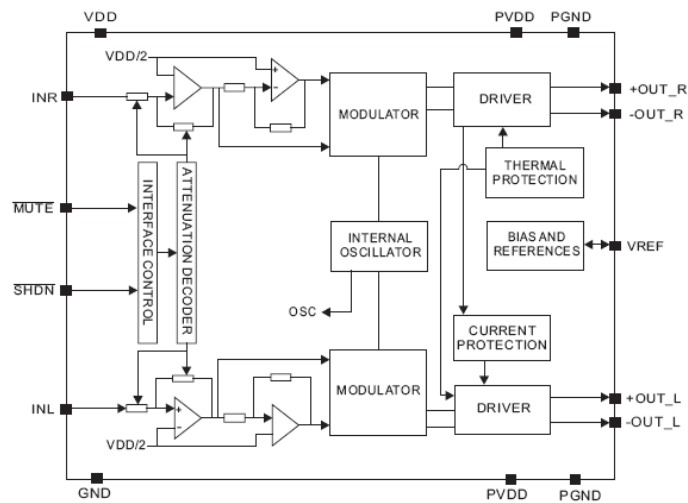 VDD
PVDD
PGND
VDD/2
+
-
INR
MODULATOR
DRIVER
+OUT_R
-OUT_R
THERMAL
PROTECTION
MUTE
INTERFACE CONTROL
ATTENUATION DECODER
INTERNAL
OSCILLATOR
BIAS AND
REFERENCES
VREF
SHDN
OSC
CURRENT
PROTECTION
MODULATOR
DRIVER
+OUT_L
-OUT_L
INL
+
-
VDD/2
GND
PVDD
PGND